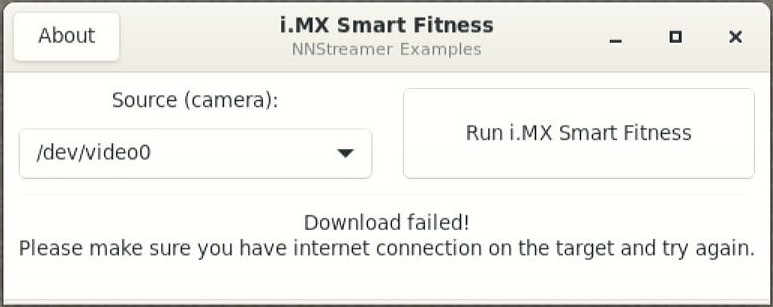 About
i.MX Smart Fitness
NNStreamer Examples
Source (camera):
/dev/video0
Run i.MX Smart Fitness
Download failed!
Please make sure you have internet connection on the target and try again.